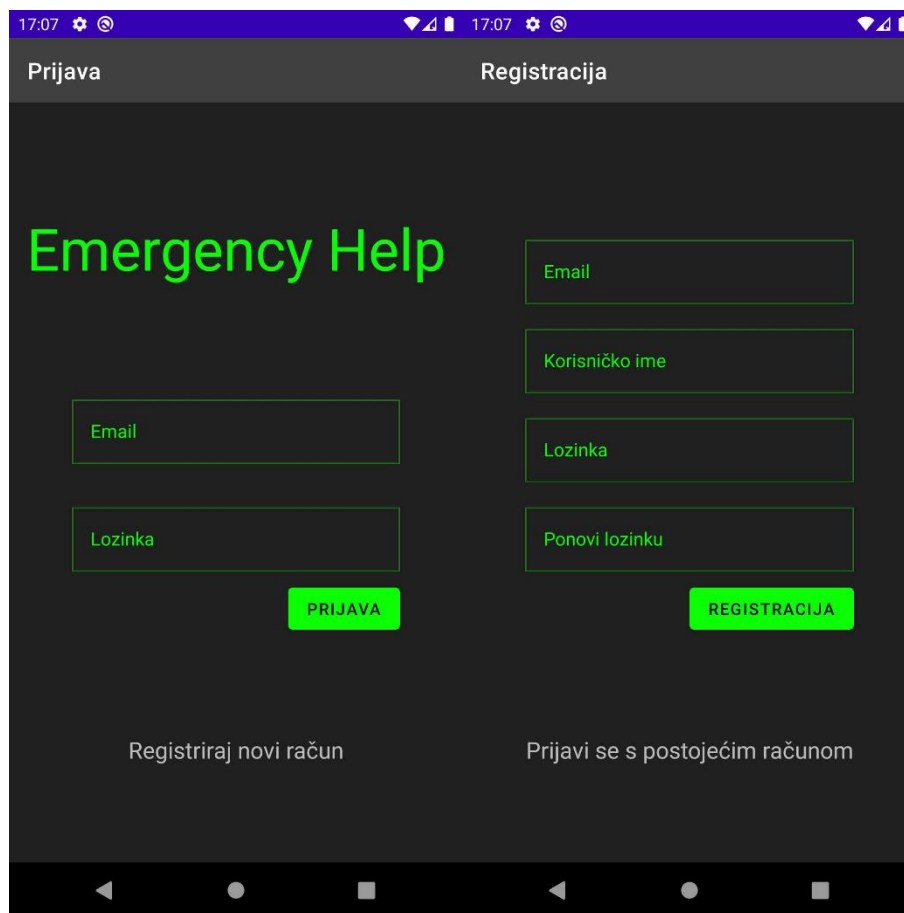 17:07
Prijava
Emergency Help
Email
Lozinka
PRIJAVA
Registriraj novi račun
17:07
Registracija
Email
Korisničko ime
Lozinka
Ponovi lozinku
REGISTRACIJA
Prijavi se s postojećim računom